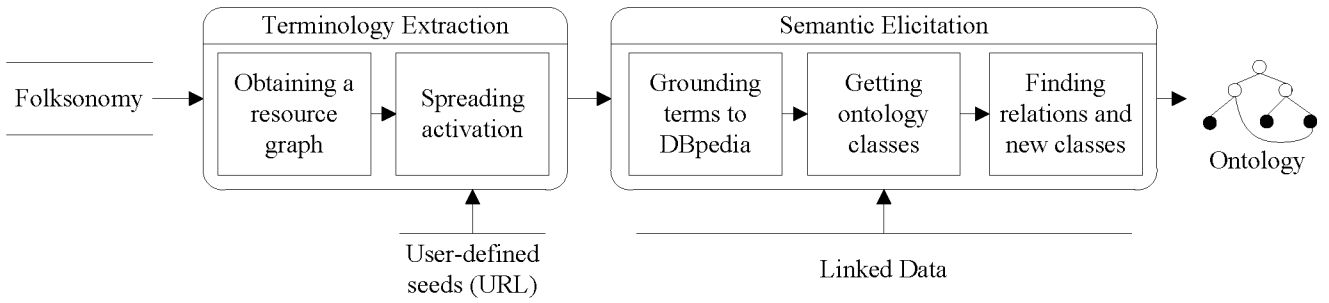 Terminology Extraction
Semantic Elicitation
Folksonomy
Obtaining a
resource
graph
Spreading
activation
Grounding
terms to
DBpedia
Getting
ontology
classes
Finding
relations and
new classes
Ontology
User-defined
seeds (URL)
Linked Data